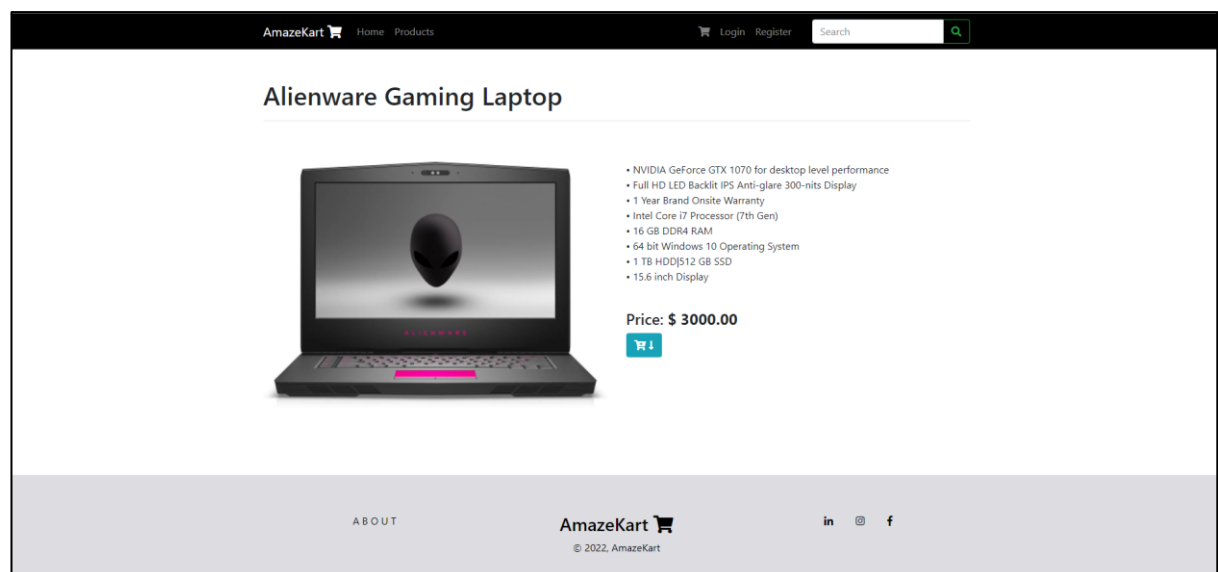 AmazeKart Home Products Login Register Search
Alienware Gaming Laptop
• NVIDIA GeForce GTX 1070 for desktop level performance
• Full HD LED Backlit IPS Anti-glare 300-nits Display
• 1 Year Brand Onsite Warranty
• Intel Core i7 Processor (7th Gen)
• 16 GB DDR4 RAM
• 64 bit Windows 10 Operating System
• 1 TB HDD|512 GB SSD
• 15.6 inch Display
ALIENWARE
Price: $ 3000.00
ABOUT
AmazeKart
in f
© 2022, AmazeKart